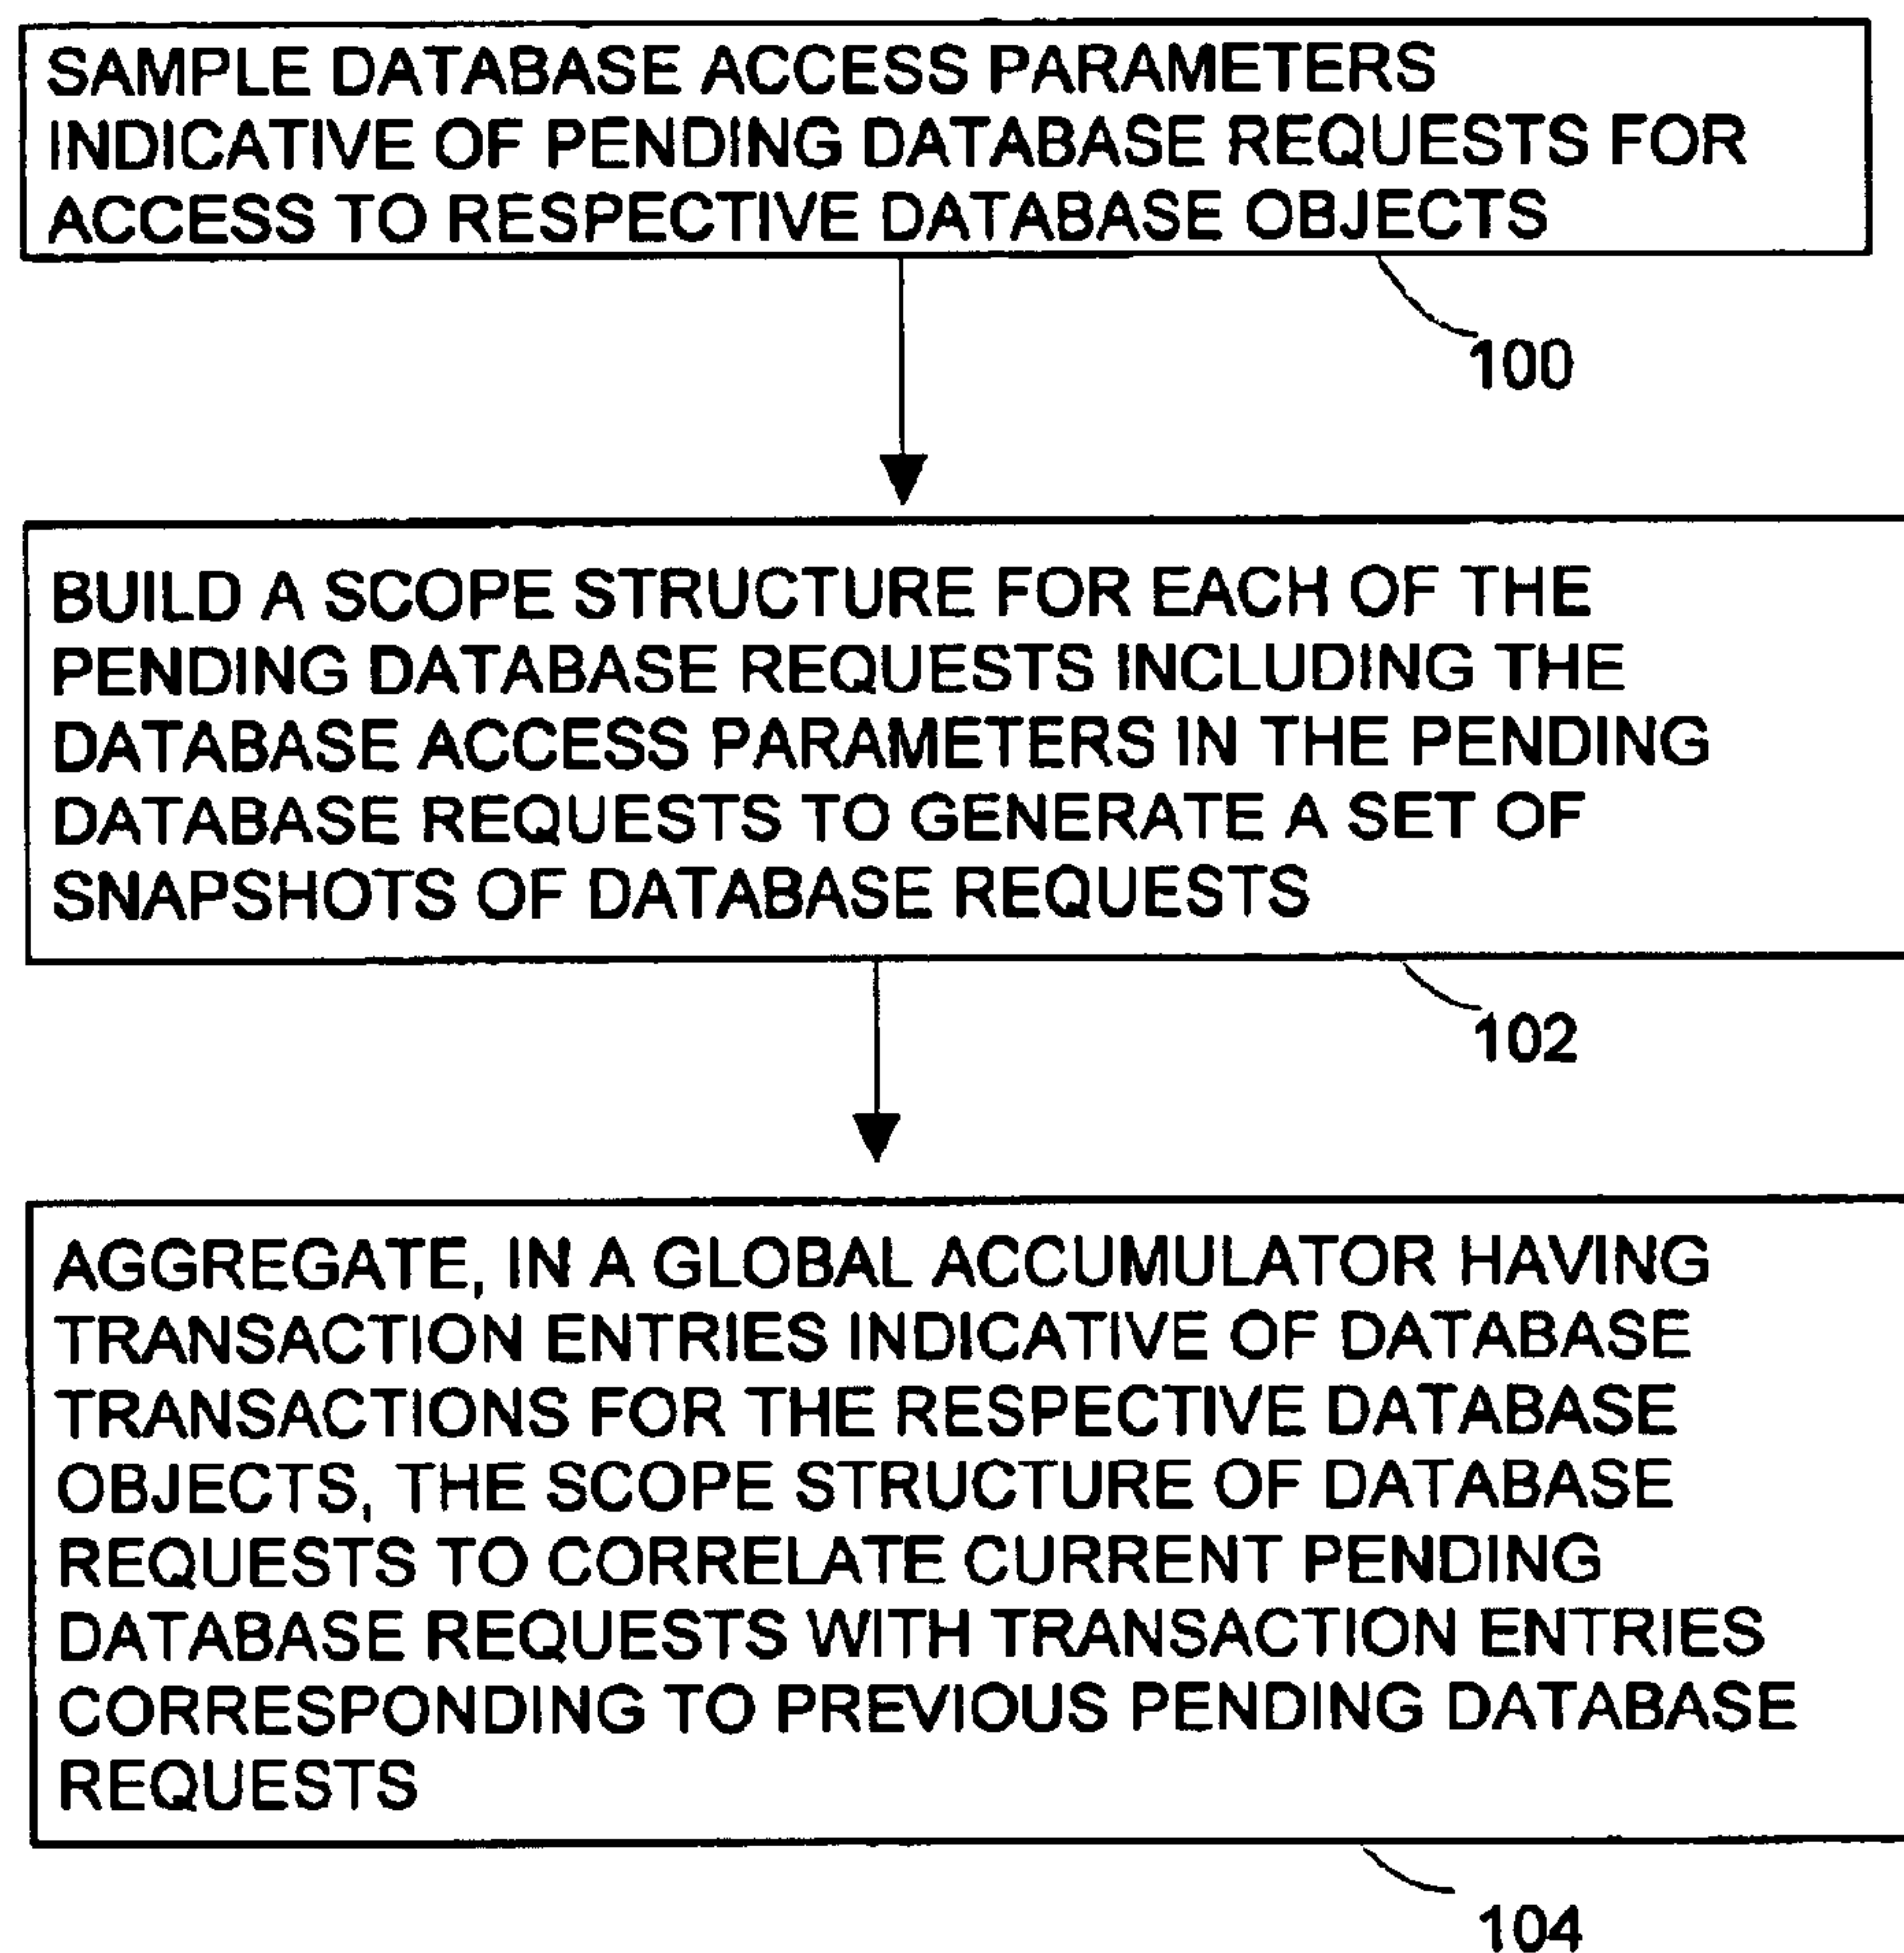 SAMPLE DATABASE ACCESS PARAMETERS
INDICATIVE OF PENDING DATABASE REQUESTS FOR
ACCESS TO RESPECTIVE DATABASE OBJECTS
100
BUILD A SCOPE STRUCTURE FOR EACH OF THE
PENDING DATABASE REQUESTS INCLUDING THE
DATABASE ACCESS PARAMETERS IN THE PENDING
DATABASE REQUESTS TO GENERATE A SET OF
SNAPSHOTS OF DATABASE REQUESTS
102
AGGREGATE, IN A GLOBAL ACCUMULATOR HAVING
TRANSACTION ENTRIES INDICATIVE OF DATABASE
TRANSACTIONS FOR THE RESPECTIVE DATABASE
OBJECTS, THE SCOPE STRUCTURE OF DATABASE
REQUESTS TO CORRELATE CURRENT PENDING
DATABASE REQUESTS WITH TRANSACTION ENTRIES
CORRESPONDING TO PREVIOUS PENDING DATABASE
REQUESTS
104